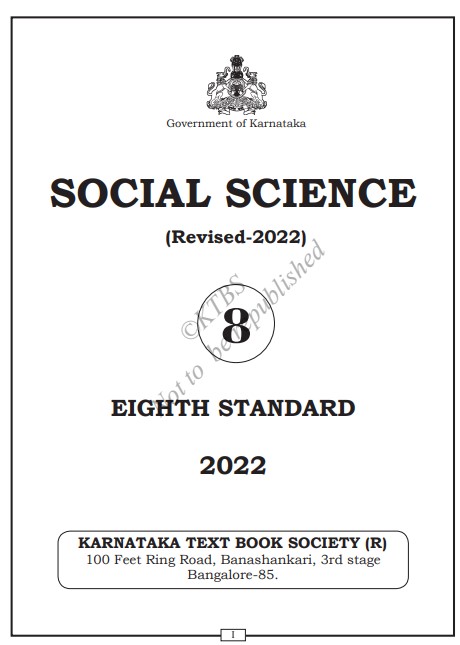 Government of Karnataka
SOCIAL SCIENCE
(Revised-2022)
©KTBS
Not to be republished
8
EIGHTH STANDARD
2022
KARNATAKA TEXT BOOK SOCIETY (R)
100 Feet Ring Road, Banashankari, 3rd stage
Bangalore-85.
I